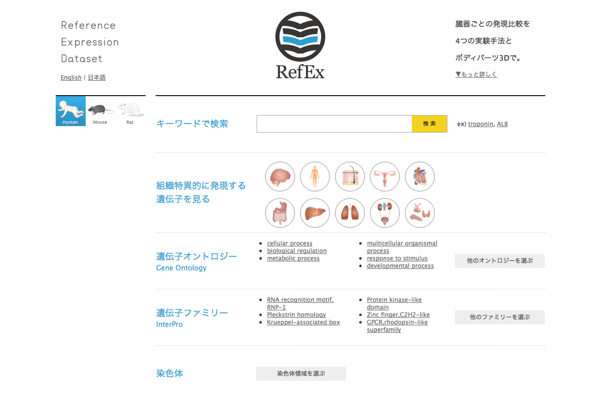 Reference
Expression
Dataset
English | 日本語
RefEx
臓器ごとの発現比較を
4つの実験手法と
ボディパーツ3Dで。
▼もっと詳しく
Human
Mouse
Rat
キーワードで検索
検 索
ex) troponin, ALB
組織特異的に発現する
遺伝子を見る
遺伝子オントロジー
Gene Ontology
cellular process
biological regulation
metabolic process
multicellular organismal
process
response to stimulus
developmental process
他のオントロジーを選ぶ
遺伝子ファミリー
InterPro
RNA recognition motif,
RNP-1
Pleckstrin homology
Krueppel-associated box
Protein kinase-like
domain
Zinc finger,C2H2-like
GPCR,rhodopsin-like
superfamily
他のファミリーを選ぶ
染色体
染色体領域を選ぶ